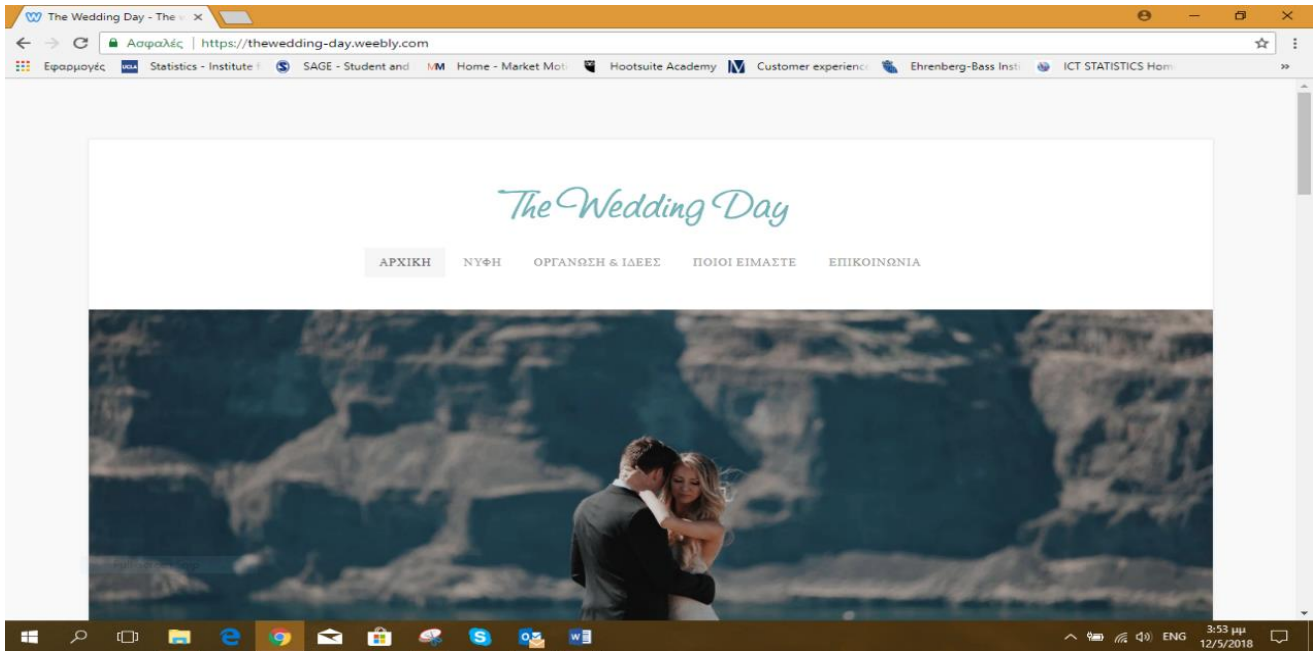 The Wedding Day - The
Ασφαλές | https://thewedding-day.weebly.com
Εφαρμογές UCLA Statistics - Institute f SAGE - Student and MM Home - Market Moti Hootsuite Academy Customer experience Ehrenberg-Bass Insti ICT STATISTICS Hom
The Wedding Day
ΑΡΧΙΚΗ ΝΥΦΗ ΟΡΓΑΝΩΣΗ & ΙΔΕΕΣ ΠΟΙΟΙ ΕΙΜΑΣΤΕ ΕΠΙΚΟΙΝΩΝΙΑ
ENG 3:53 μμ
12/5/2018